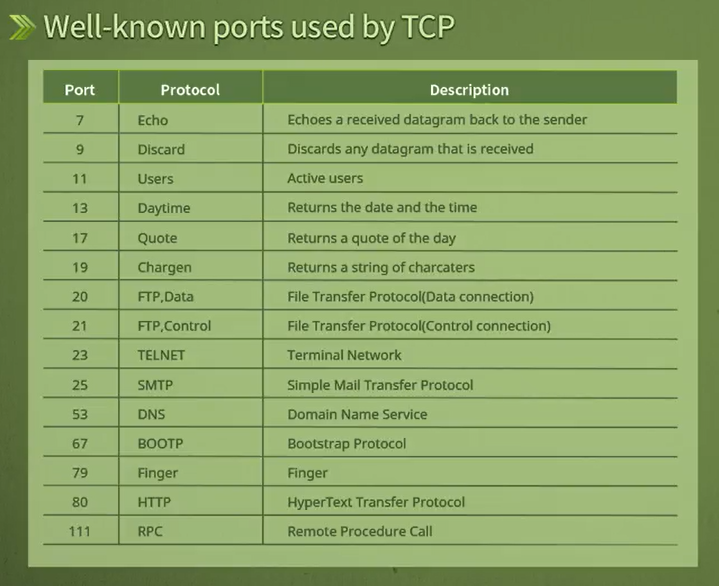 Well-known ports used by TCP
Port Protocol Description
7 Echo Echoes a received datagram back to the sender
9 Discard Discards any datagram that is received
11 Users Active users
13 Daytime Returns the date and the time
17 Quote Returns a quote of the day
19 Chargen Returns a string of charcaters
20 FTP,Data File Transfer Protocol(Data connection)
21 FTP,Control File Transfer Protocol(Control connection)
23 TELNET Terminal Network
25 SMTP Simple Mail Transfer Protocol
53 DNS Domain Name Service
67 BOOTP Bootstrap Protocol
79 Finger Finger
80 HTTP HyperText Transfer Protocol
111 RPC Remote Procedure Call